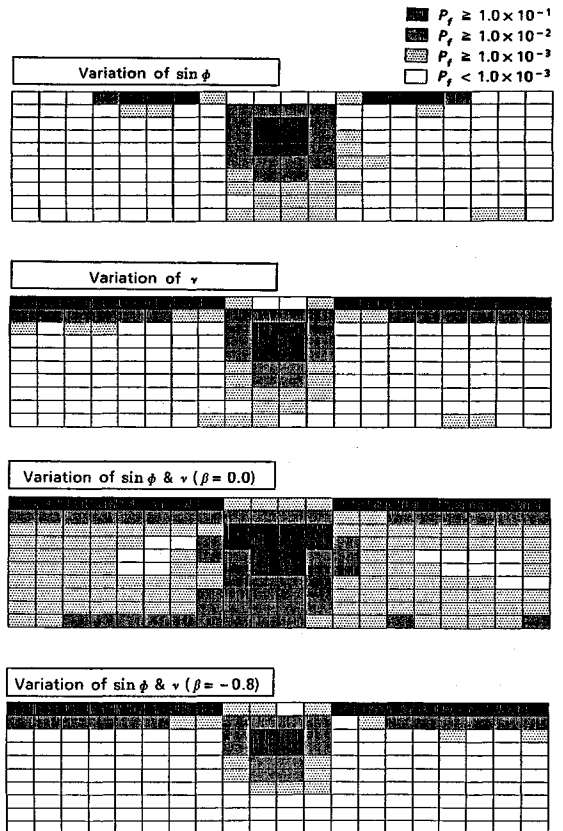 P_f ≥ 1.0 × 10⁻¹
P_f ≥ 1.0 × 10⁻²
P_f ≥ 1.0 × 10⁻³
P_f < 1.0 × 10⁻³
Variation of sin ϕ
Variation of ν
Variation of sin ϕ & ν (β = 0.0)
Variation of sin ϕ & ν (β = −0.8)